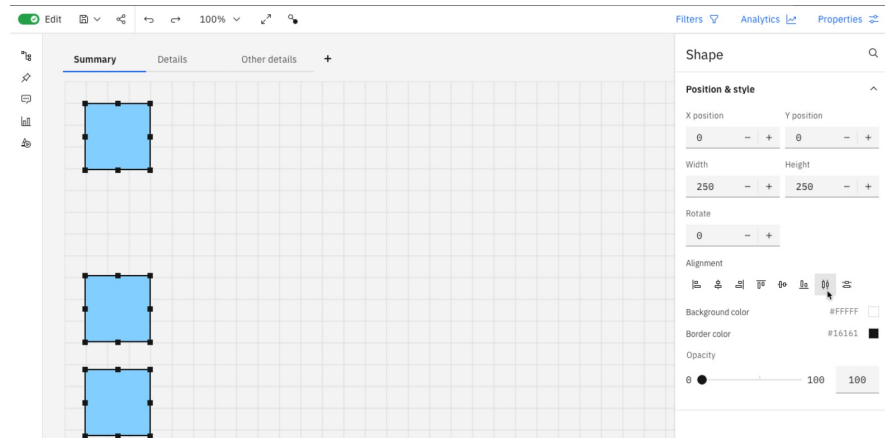 Edit 100% Filters Analytics Properties
Summary Details Other details +
Shape
Position & style
X position Y position
0 - + 0 - +
Width Height
250 - + 250 - +
Rotate
0 - +
Alignment
Background color #FFFFF
Border color #16161
Opacity
0 100 100